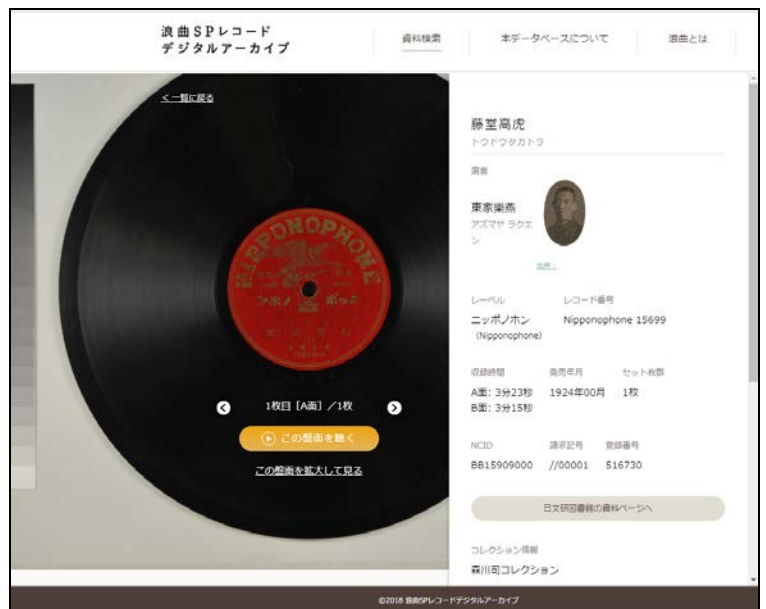 浪曲SPレコード
デジタルアーカイブ
資料検索
本データベースについて
浪曲とは
<一覧に戻る
NIPPONOPHONE
ニッポノホン
1枚目 [A面] /1枚
この盤面を聴く
この盤面を拡大して見る
藤堂高虎
トウドウタカトラ
演者
東家楽燕
アズマヤ ラクエ
ン
レーベル
レコード番号
ニッポノホン
(Nipponophone)
Nipponophone 15699
収録時間
発売年月
セット枚数
A面: 3分23秒
B面: 3分15秒
1924年00月
1枚
NCID
請求記号
登録番号
BB15909000
//00001
516730
日文研図書館の資料ページへ
コレクション情報
森川司コレクション
©2018 浪曲SPレコードデジタルアーカイブ